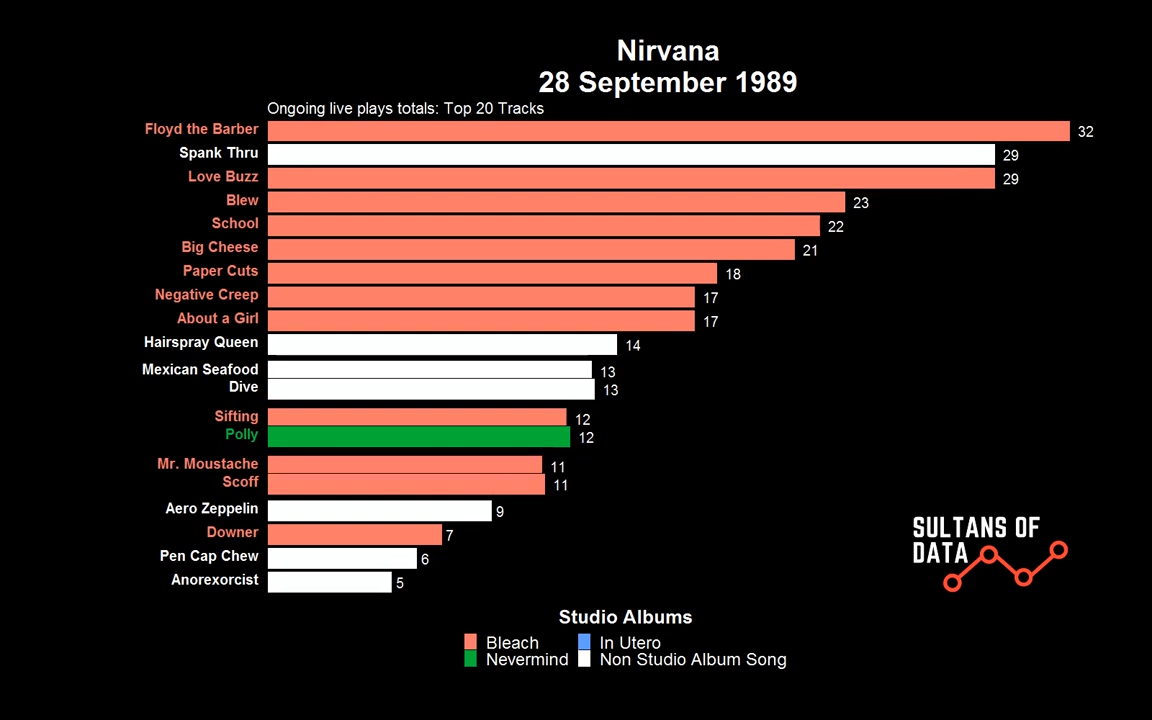 Nirvana
28 September 1989
Ongoing live plays totals: Top 20 Tracks
Floyd the Barber 32
Spank Thru 29
Love Buzz 29
Blew 23
School 22
Big Cheese 21
Paper Cuts 18
Negative Creep 17
About a Girl 17
Hairspray Queen 14
Mexican Seafood 13
Dive 13
Sifting 12
Polly 12
Mr. Moustache 11
Scoff 11
Aero Zeppelin 9
Downer 7
Pen Cap Chew 6
Anorexorcist 5
SULTANS OF
DATA
Studio Albums
Bleach In Utero
Nevermind Non Studio Album Song